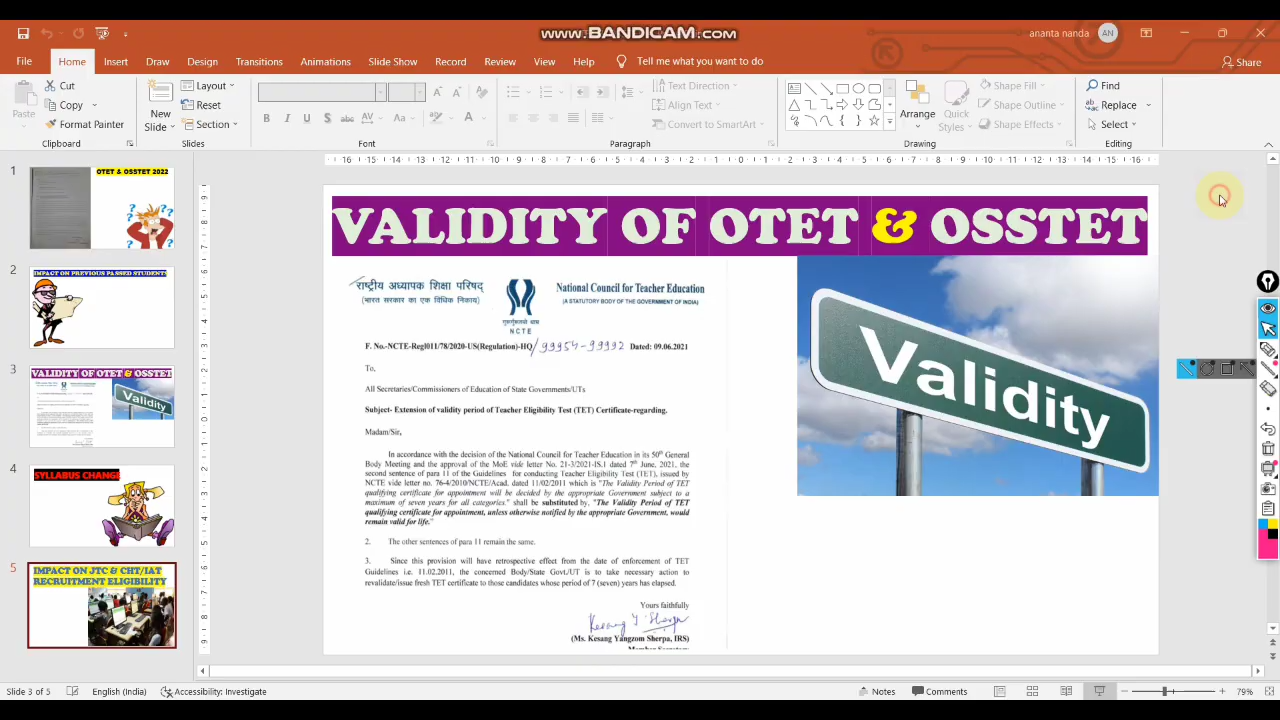 www.BANDICAM.com
ananta nanda AN
File Home Insert Draw Design Transitions Animations Slide Show Record Review View Help Tell me what you want to do Share
Paste Cut Copy Format Painter
New Slide Layout Reset Section
Text Direction Align Text Convert to SmartArt
Arrange Quick Styles Shape Fill Shape Outline Shape Effects
Find Replace Select
Clipboard Slides Font Paragraph Drawing Editing
1
OTET & OSSTET 2022
2
IMPACT ON PREVIOUS PASSED STUDENTS
3
VALIDITY OF OTET & OSSTET
Validity
4
SYLLABUS CHANGE
5
IMPACT ON JTC & CHT/IAT
RECRUITMENT ELIGIBILITY
VALIDITY OF OTET & OSSTET
राष्ट्रीय अध्यापक शिक्षा परिषद्
(भारत सरकार का एक विधिक निकाय)
NCTE
National Council for Teacher Education
(A STATUTORY BODY OF THE GOVERNMENT OF INDIA)
F. No.-NCTE-Regl011/78/2020-US(Regulation)-HQ/99954-99992 Dated: 09.06.2021
To,
All Secretaries/Commissioners of Education of State Governments/UTs
Subject- Extension of validity period of Teacher Eligibility Test (TET) Certificate-regarding.
Madam/Sir,
In accordance with the decision of the National Council for Teacher Education in its 50th General
Body Meeting and the approval of the MoE vide letter No. 21-3/2021-IS.1 dated 7th June, 2021, the
second sentence of para 11 of the Guidelines for conducting Teacher Eligibility Test (TET), issued by
NCTE vide letter no. 76-4/2010/NCTE/Acad. dated 11/02/2011 which is "The Validity Period of TET
qualifying certificate for appointment will be decided by the appropriate Government subject to a
maximum of seven years for all categories." shall be substituted by, "The Validity Period of TET
qualifying certificate for appointment, unless otherwise notified by the appropriate Government, would
remain valid for life."
2. The other sentences of para 11 remain the same.
3. Since this provision will have retrospective effect from the date of enforcement of TET
Guidelines i.e. 11.02.2011, the concerned Body/State Govt./UT is to take necessary action to
revalidate/issue fresh TET certificate to those candidates whose period of 7 (seven) years has elapsed.
Yours faithfully
Kesang Y Sherpa
(Ms. Kesang Yangzom Sherpa, IRS)
Member Secretary
Validity
Slide 3 of 5 English (India) Accessibility: Investigate Notes Comments 79%